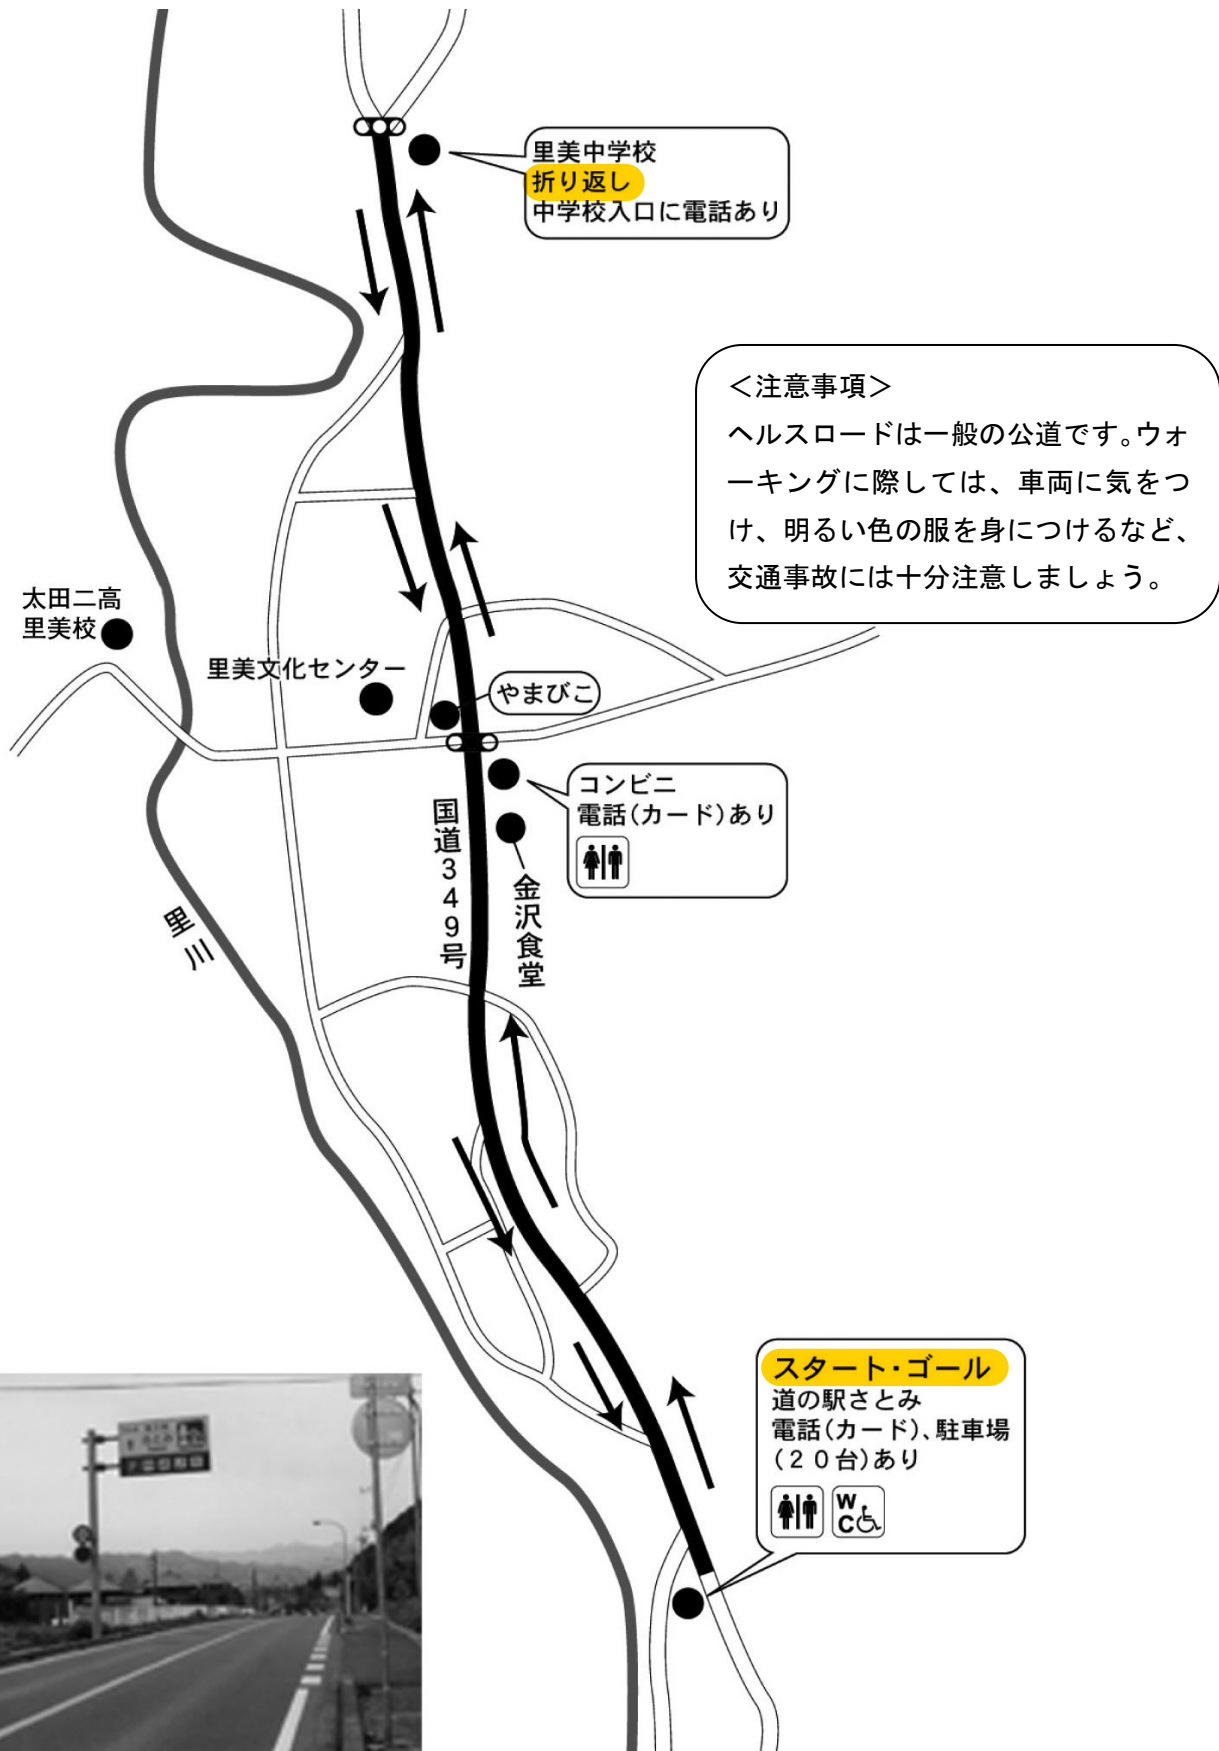 里美中学校
折り返し
中学校入口に電話あり
＜注意事項＞
ヘルスロードは一般の公道です。ウォ
ーキングに際しては、車両に気をつ
け、明るい色の服を身につけるなど、
交通事故には十分注意しましょう。
太田二高
里美校
里美文化センター
やまびこ
コンビニ
電話(カード)あり
国道349号
金沢食堂
里川
スタート・ゴール
道の駅さとみ
電話(カード)、駐車場
(20台)あり
WC